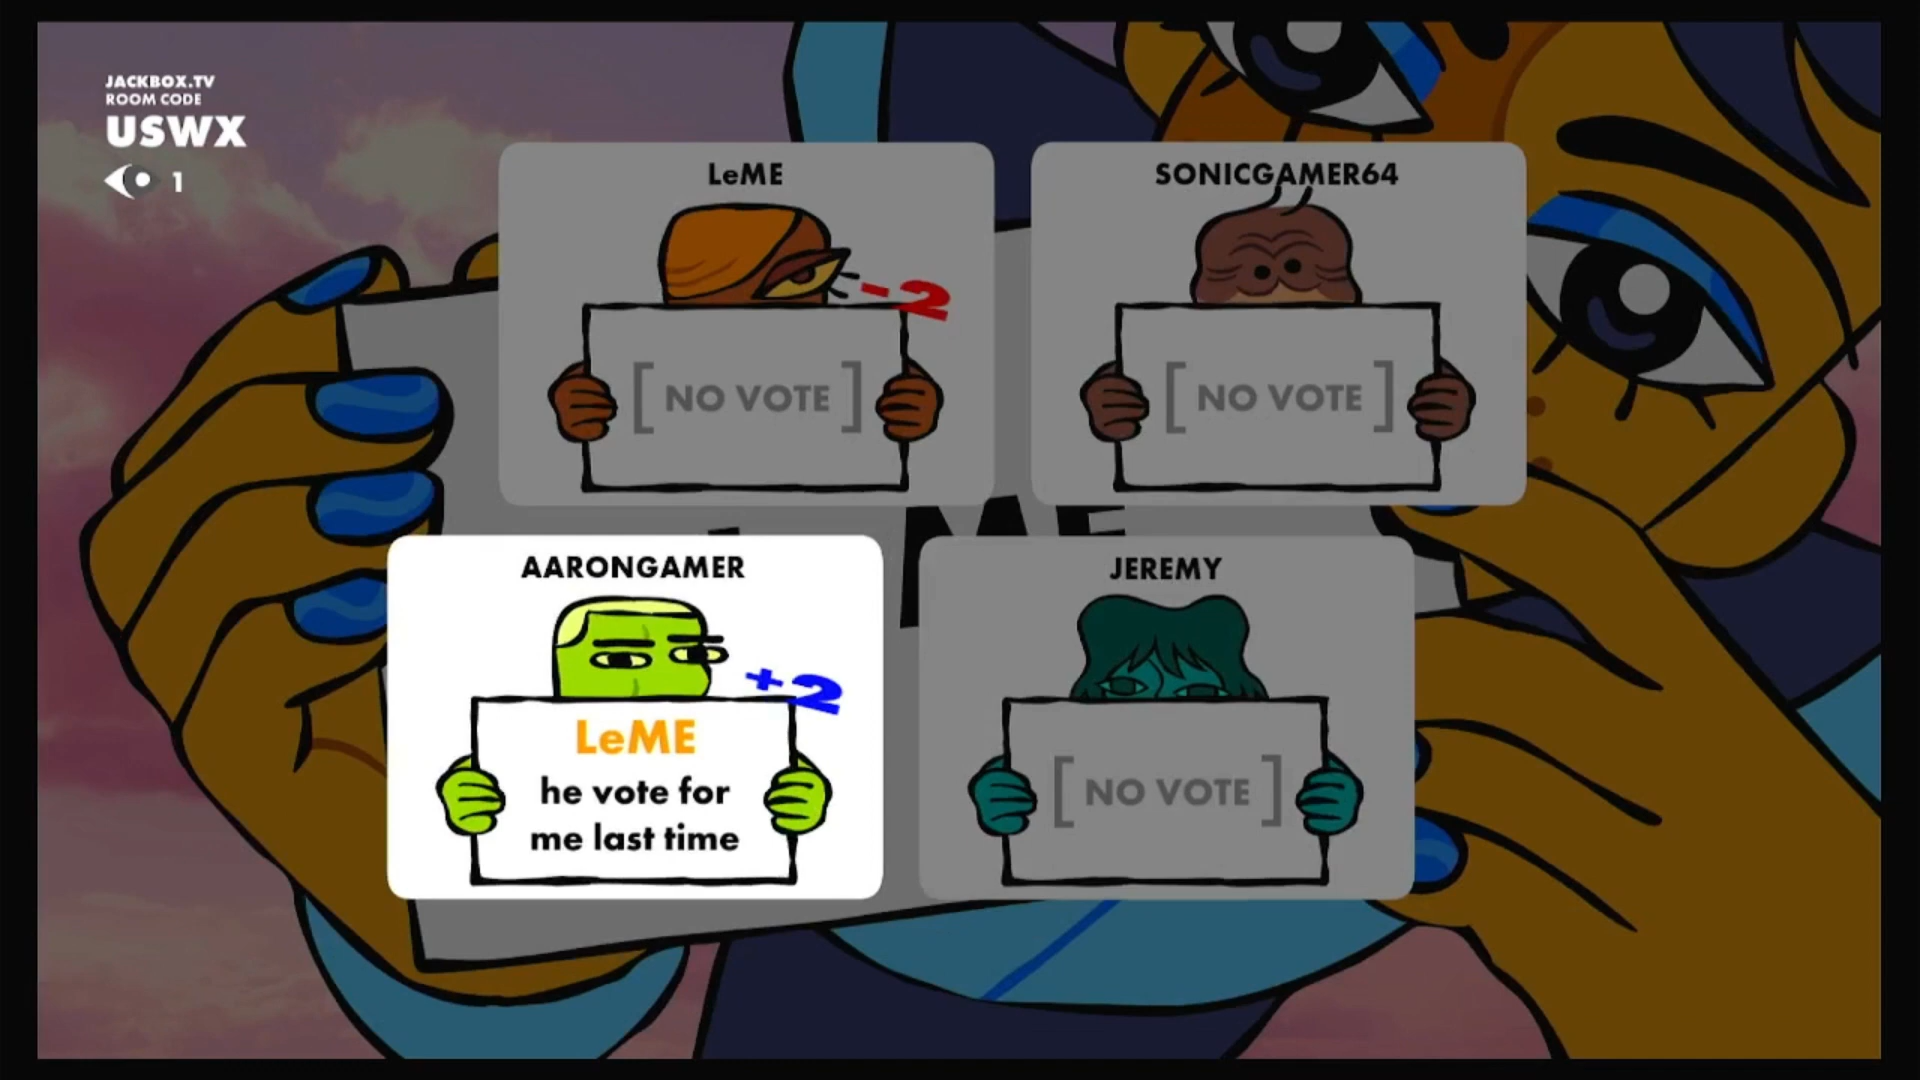 JACKBOX.TV
ROOM CODE
USWX
1
LeME
-2
[ NO VOTE ]
SONICGAMER64
[ NO VOTE ]
AARONGAMER
+2
LeME
he vote for
me last time
JEREMY
[ NO VOTE ]